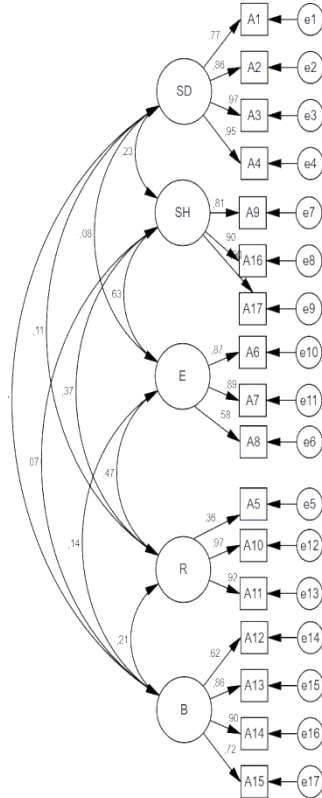 A1 e1
,77
A2 e2
,86
SD
,97
A3 e3
,95
A4 e4
,23
,81
A9 e7
SH
,90
A16 e8
A17 e9
,08
,63
,11
,87
A6 e10
E
,89
A7 e11
,58
A8 e6
,37
,07
,47
,14
,36
A5 e5
,97
A10 e12
R
,92
A11 e13
,21
,62
A12 e14
,86
A13 e15
B
,90
A14 e16
,72
A15 e17